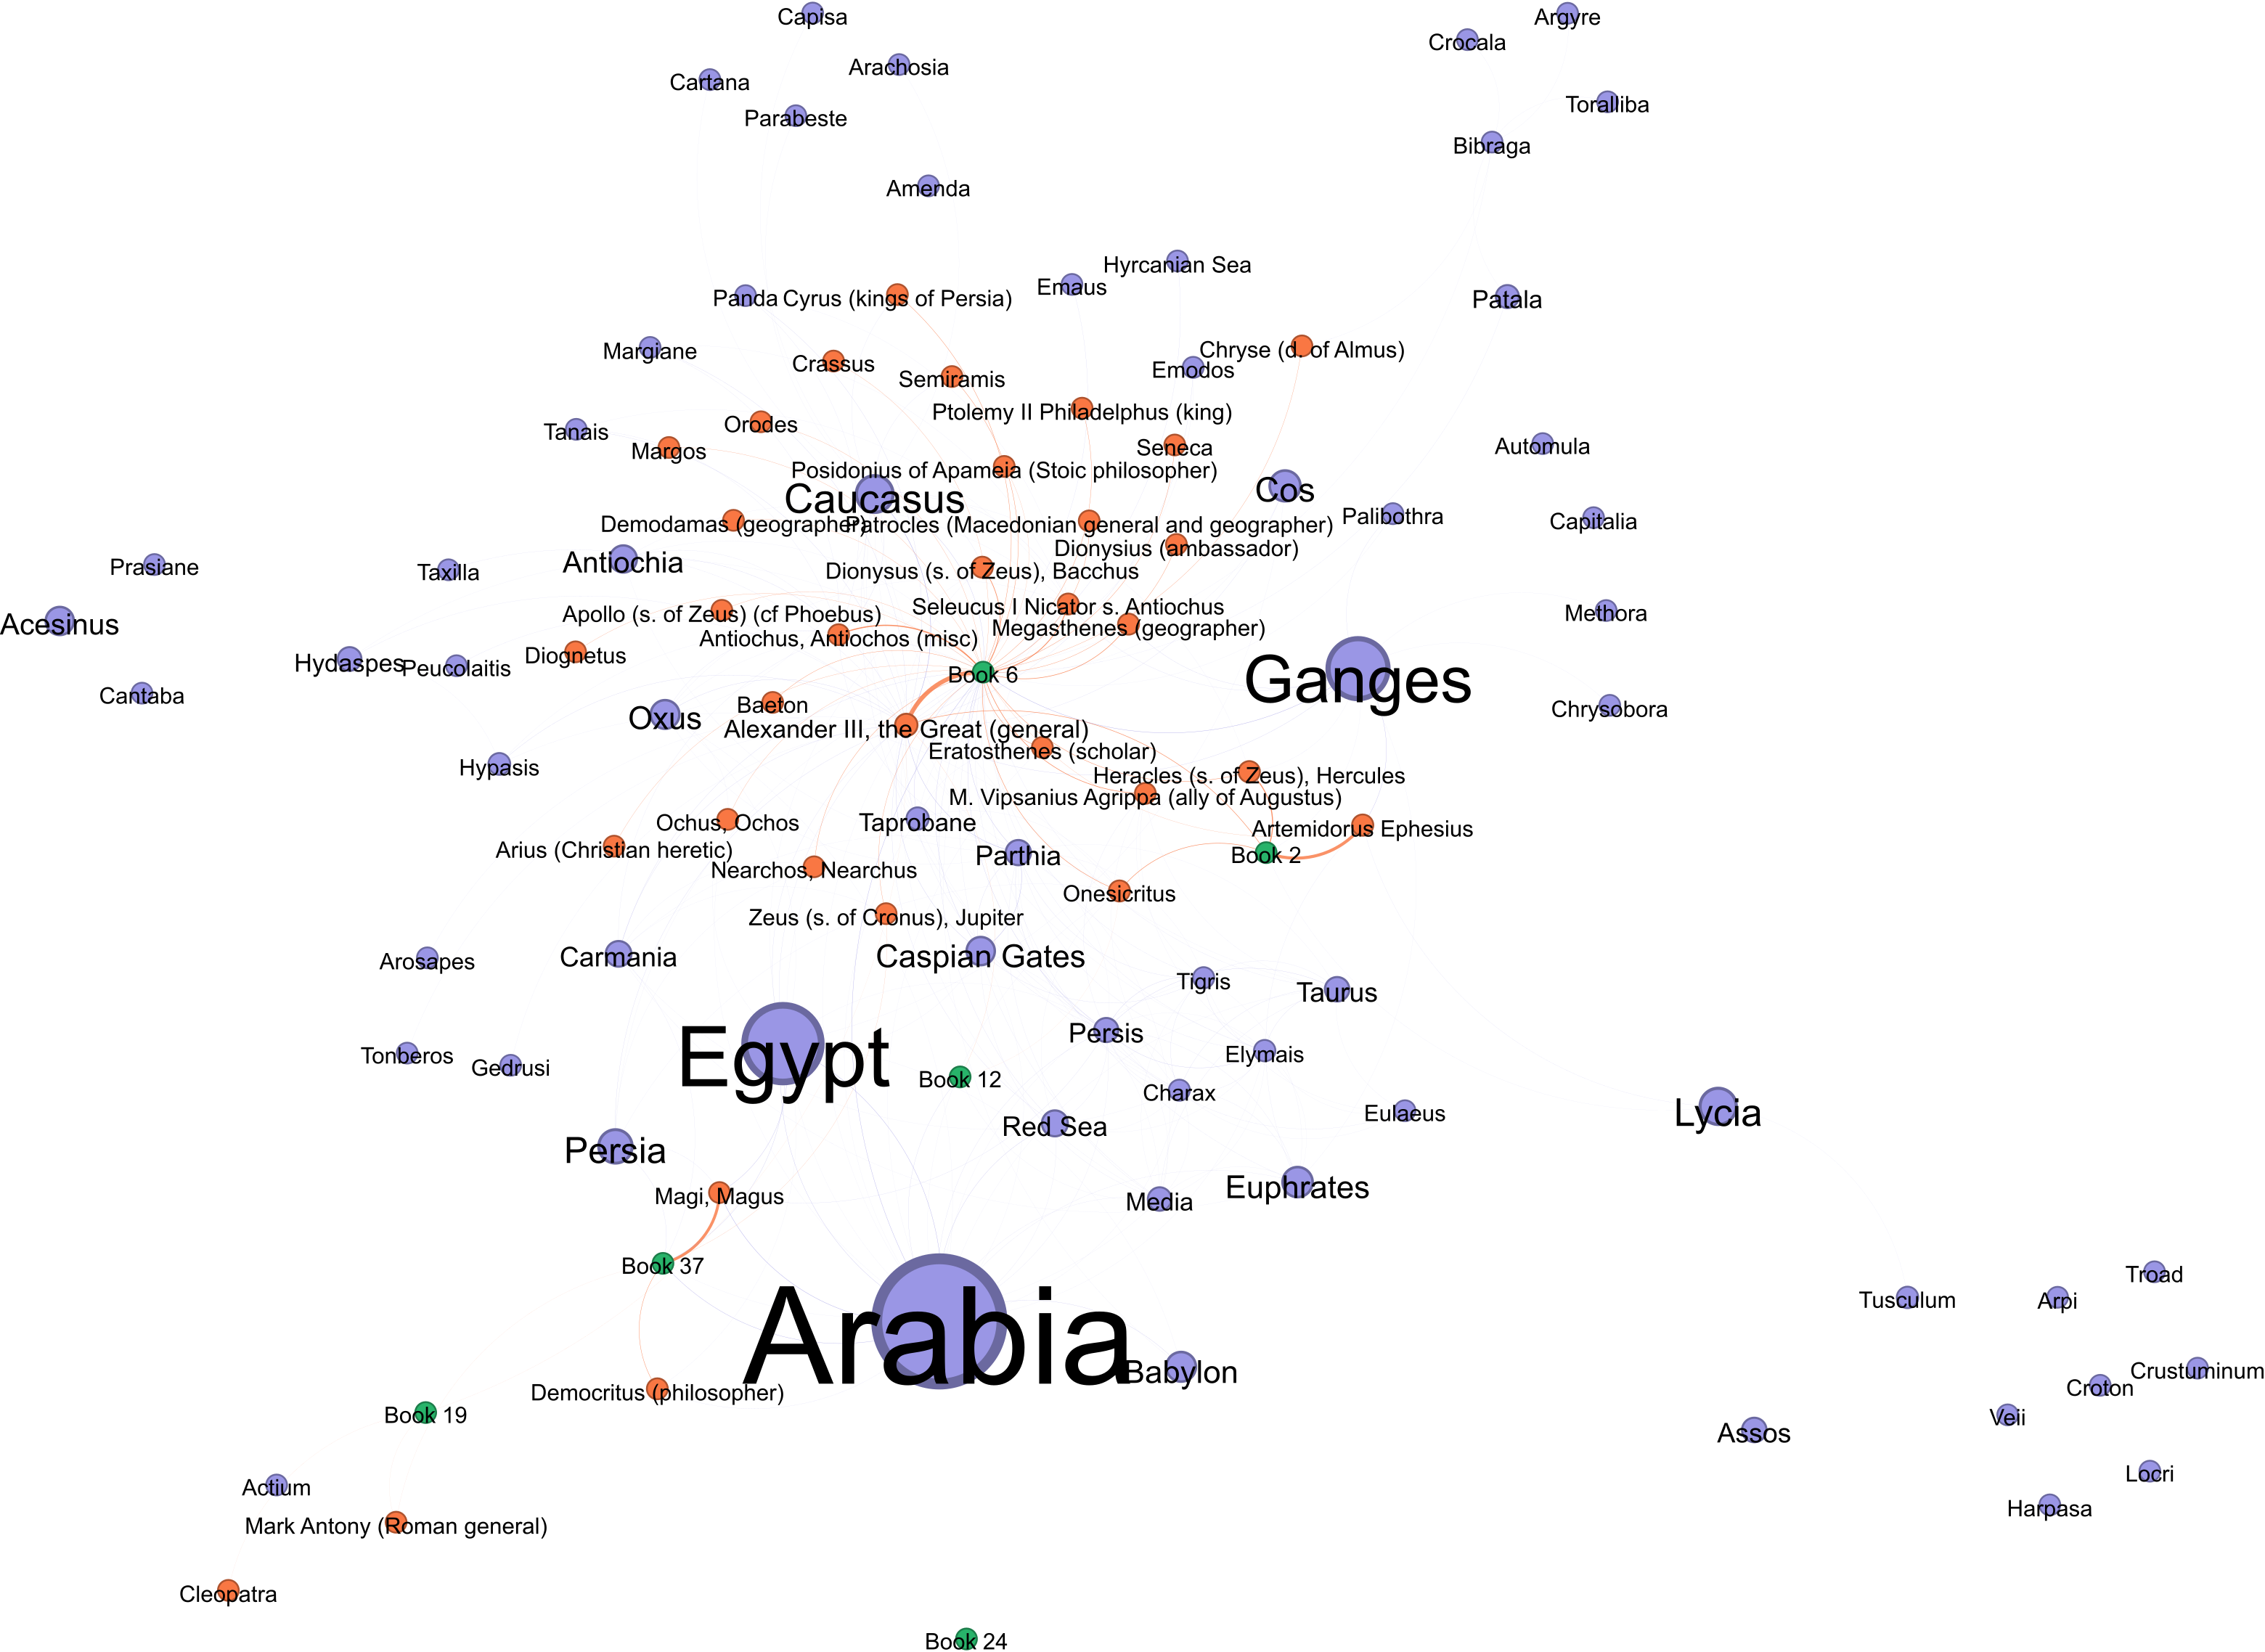 Capisa
Argyre
Crocala
Arachosia
Cartana
Toralliba
Parabeste
Bibraga
Amenda
Hyrcanian Sea
Emaus
Panda
Cyrus (kings of Persia)
Patala
Margiane
Chryse (d. of Almus)
Crassus
Emodos
Semiramis
Ptolemy II Philadelphus (king)
Orodes
Tanais
Automula
Margos
Seneca
Posidonius of Apameia (Stoic philosopher)
Caucasus
Cos
Palibothra
Capitalia
Demodamas (geographer)
Patrocles (Macedonian general and geographer)
Dionysius (ambassador)
Antiochia
Prasiane
Taxilla
Dionysus (s. of Zeus), Bacchus
Seleucus I Nicator s. Antiochus
Apollo (s. of Zeus) (cf Phoebus)
Methora
Acesinus
Megasthenes (geographer)
Antiochus, Antiochos (misc)
Diognetus
Hydaspes
Peucolaitis
Book 6
Ganges
Cantaba
Baeton
Chrysobora
Oxus
Alexander III, the Great (general)
Eratosthenes (scholar)
Hypasis
Heracles (s. of Zeus), Hercules
M. Vipsanius Agrippa (ally of Augustus)
Ochus, Ochos
Taprobane
Artemidorus Ephesius
Arius (Christian heretic)
Parthia
Book 2
Nearchos, Nearchus
Onesicritus
Zeus (s. of Cronus), Jupiter
Carmania
Caspian Gates
Arosapes
Tigris
Taurus
Persis
Egypt
Tonberos
Elymais
Gedrusi
Book 12
Charax
Eulaeus
Lycia
Red Sea
Persia
Euphrates
Magi, Magus
Media
Book 37
Troad
Tusculum
Arpi
Arabia
Babylon
Crustuminum
Croton
Democritus (philosopher)
Book 19
Veii
Assos
Locri
Actium
Harpasa
Mark Antony (Roman general)
Cleopatra
Book 24